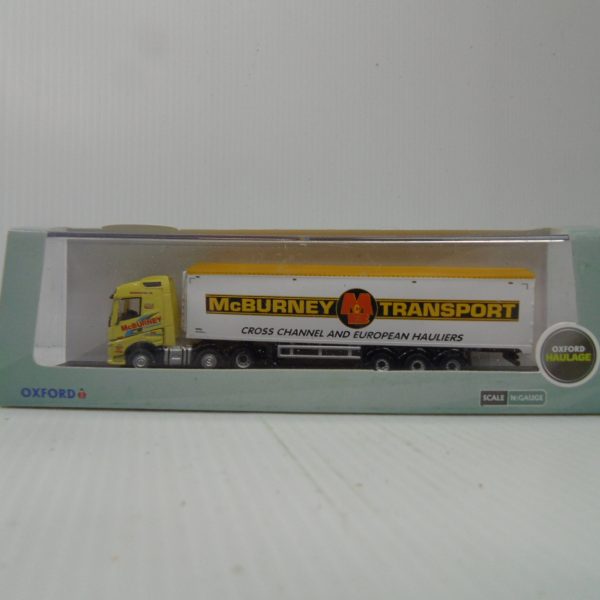 McBURNEY M TRANSPORT
CROSS CHANNEL AND EUROPEAN HAULIERS
McBURNEY
OXFORD
HAULAGE
OXFORD
SCALE N:GAUGE